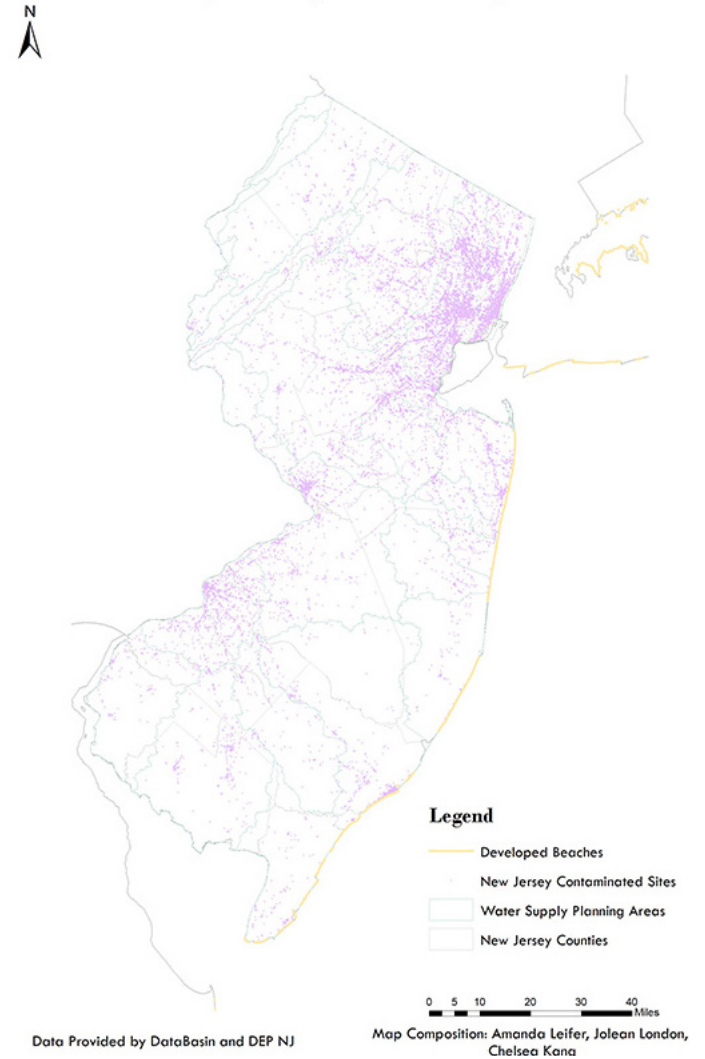 N
Legend
Developed Beaches
New Jersey Contaminated Sites
Water Supply Planning Areas
New Jersey Counties
0 5 10 20 30 40
Miles
Data Provided by DataBasin and DEP NJ
Map Composition: Amanda Leifer, Jolean London,
Chelsea Kang